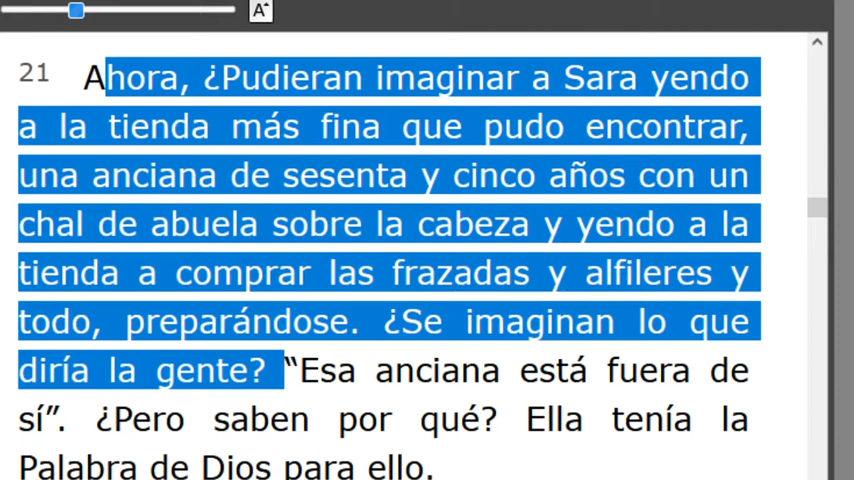 A
21 Ahora, ¿Pudieran imaginar a Sara yendo
a la tienda más fina que pudo encontrar,
una anciana de sesenta y cinco años con un
chal de abuela sobre la cabeza y yendo a la
tienda a comprar las frazadas y alfileres y
todo, preparándose. ¿Se imaginan lo que
diría la gente? “Esa anciana está fuera de
sí”. ¿Pero saben por qué? Ella tenía la
Palabra de Dios para ello.